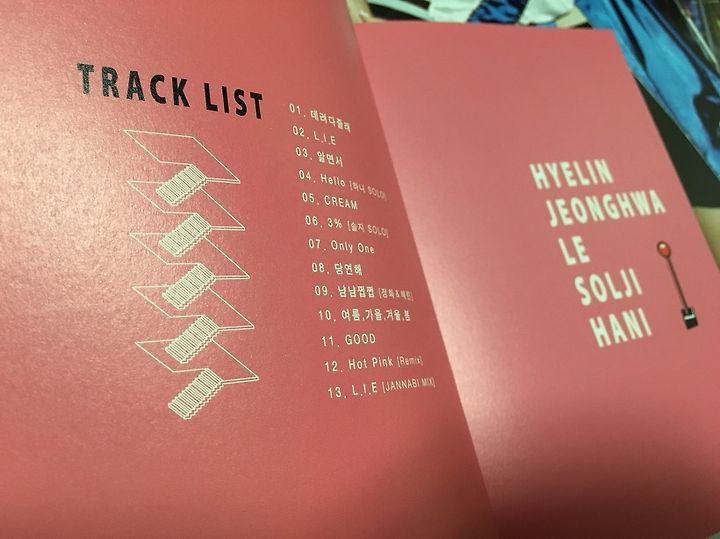 TRACK LIST
01. 데려다줄래
02. L.I.E
03. 알면서
04. Hello [하니 SOLO]
05. CREAM
06. 3% [솔지 SOLO]
07. Only One
08. 당연해
09. 냠냠쩝쩝 [정화&혜린]
10. 여름,가을,겨울,봄
11. GOOD
12. Hot Pink [Remix]
13. L.I.E [JANNABI MIX]
HYELIN
JEONGHWA
LE
SOLJI
HANI